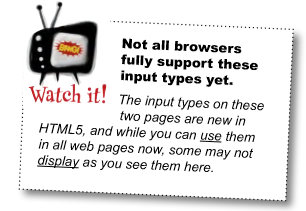 BANG!
Not all browsers
fully support these
input types yet.
Watch it!
The input types on these
two pages are new in
HTML5, and while you can use them
in all web pages now, some may not
display as you see them here.